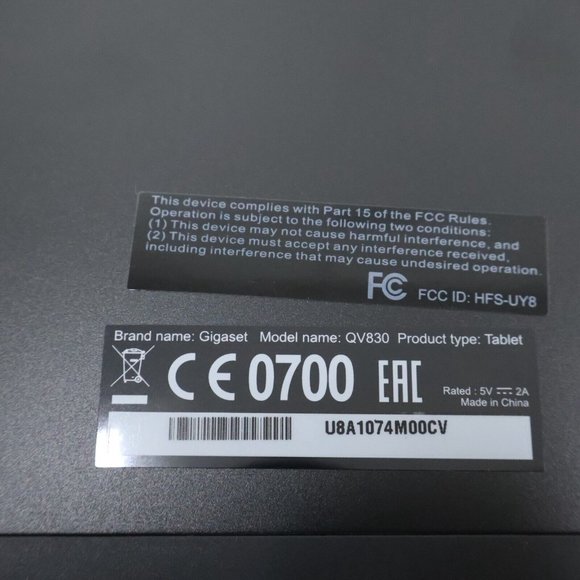 This device complies with Part 15 of the FCC Rules.
Operation is subject to the following two conditions:
(1) This device may not cause harmful interference, and
(2) This device must accept any interference received,
including interference that may cause undesired operation.
FC FCC ID: HFS-UY8
Brand name: Gigaset Model name: QV830 Product type: Tablet
CE 0700 EAC
Rated : 5V ⎓ 2A
Made in China
U8A1074M00CV